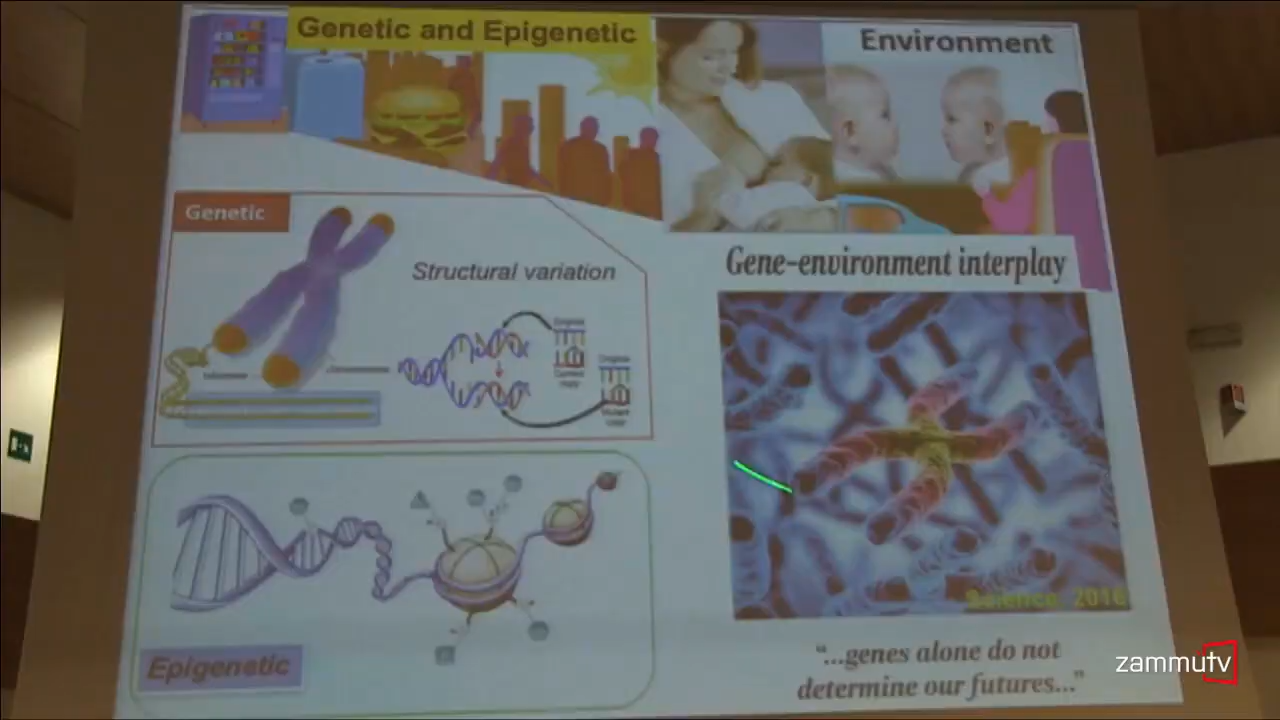 Genetic and Epigenetic
Environment
Genetic
Structural variation
Gene-environment interplay
Science 2016
Epigenetic
"...genes alone do not
determine our futures..."
zammutv